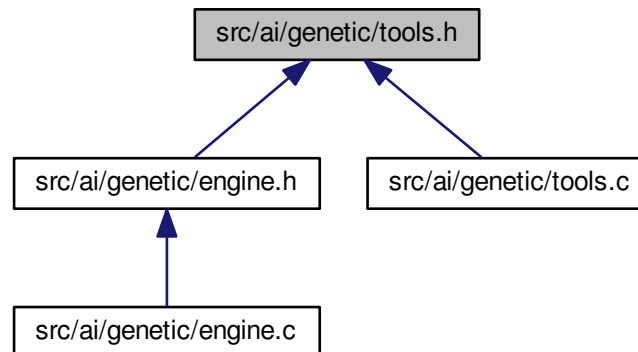 src/ai/genetic/tools.h
src/ai/genetic/engine.h
src/ai/genetic/tools.c
src/ai/genetic/engine.c